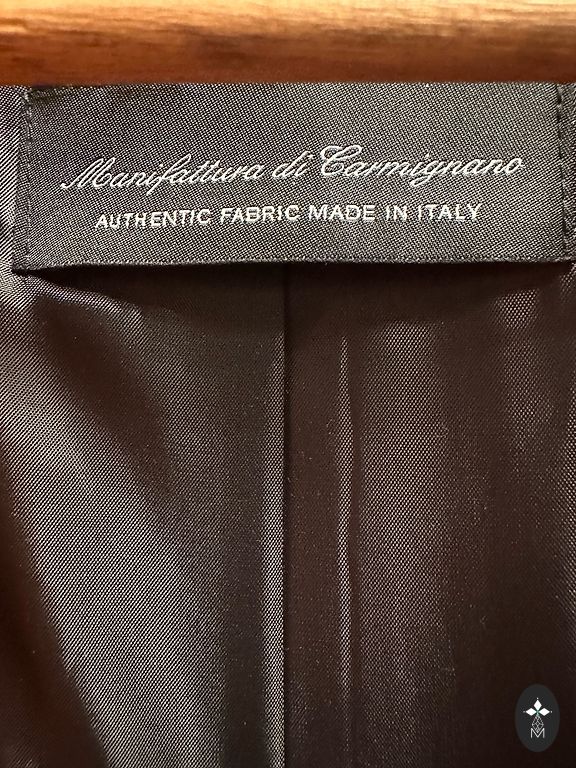 Manifattura di Carmignano
AUTHENTIC FABRIC MADE IN ITALY
M